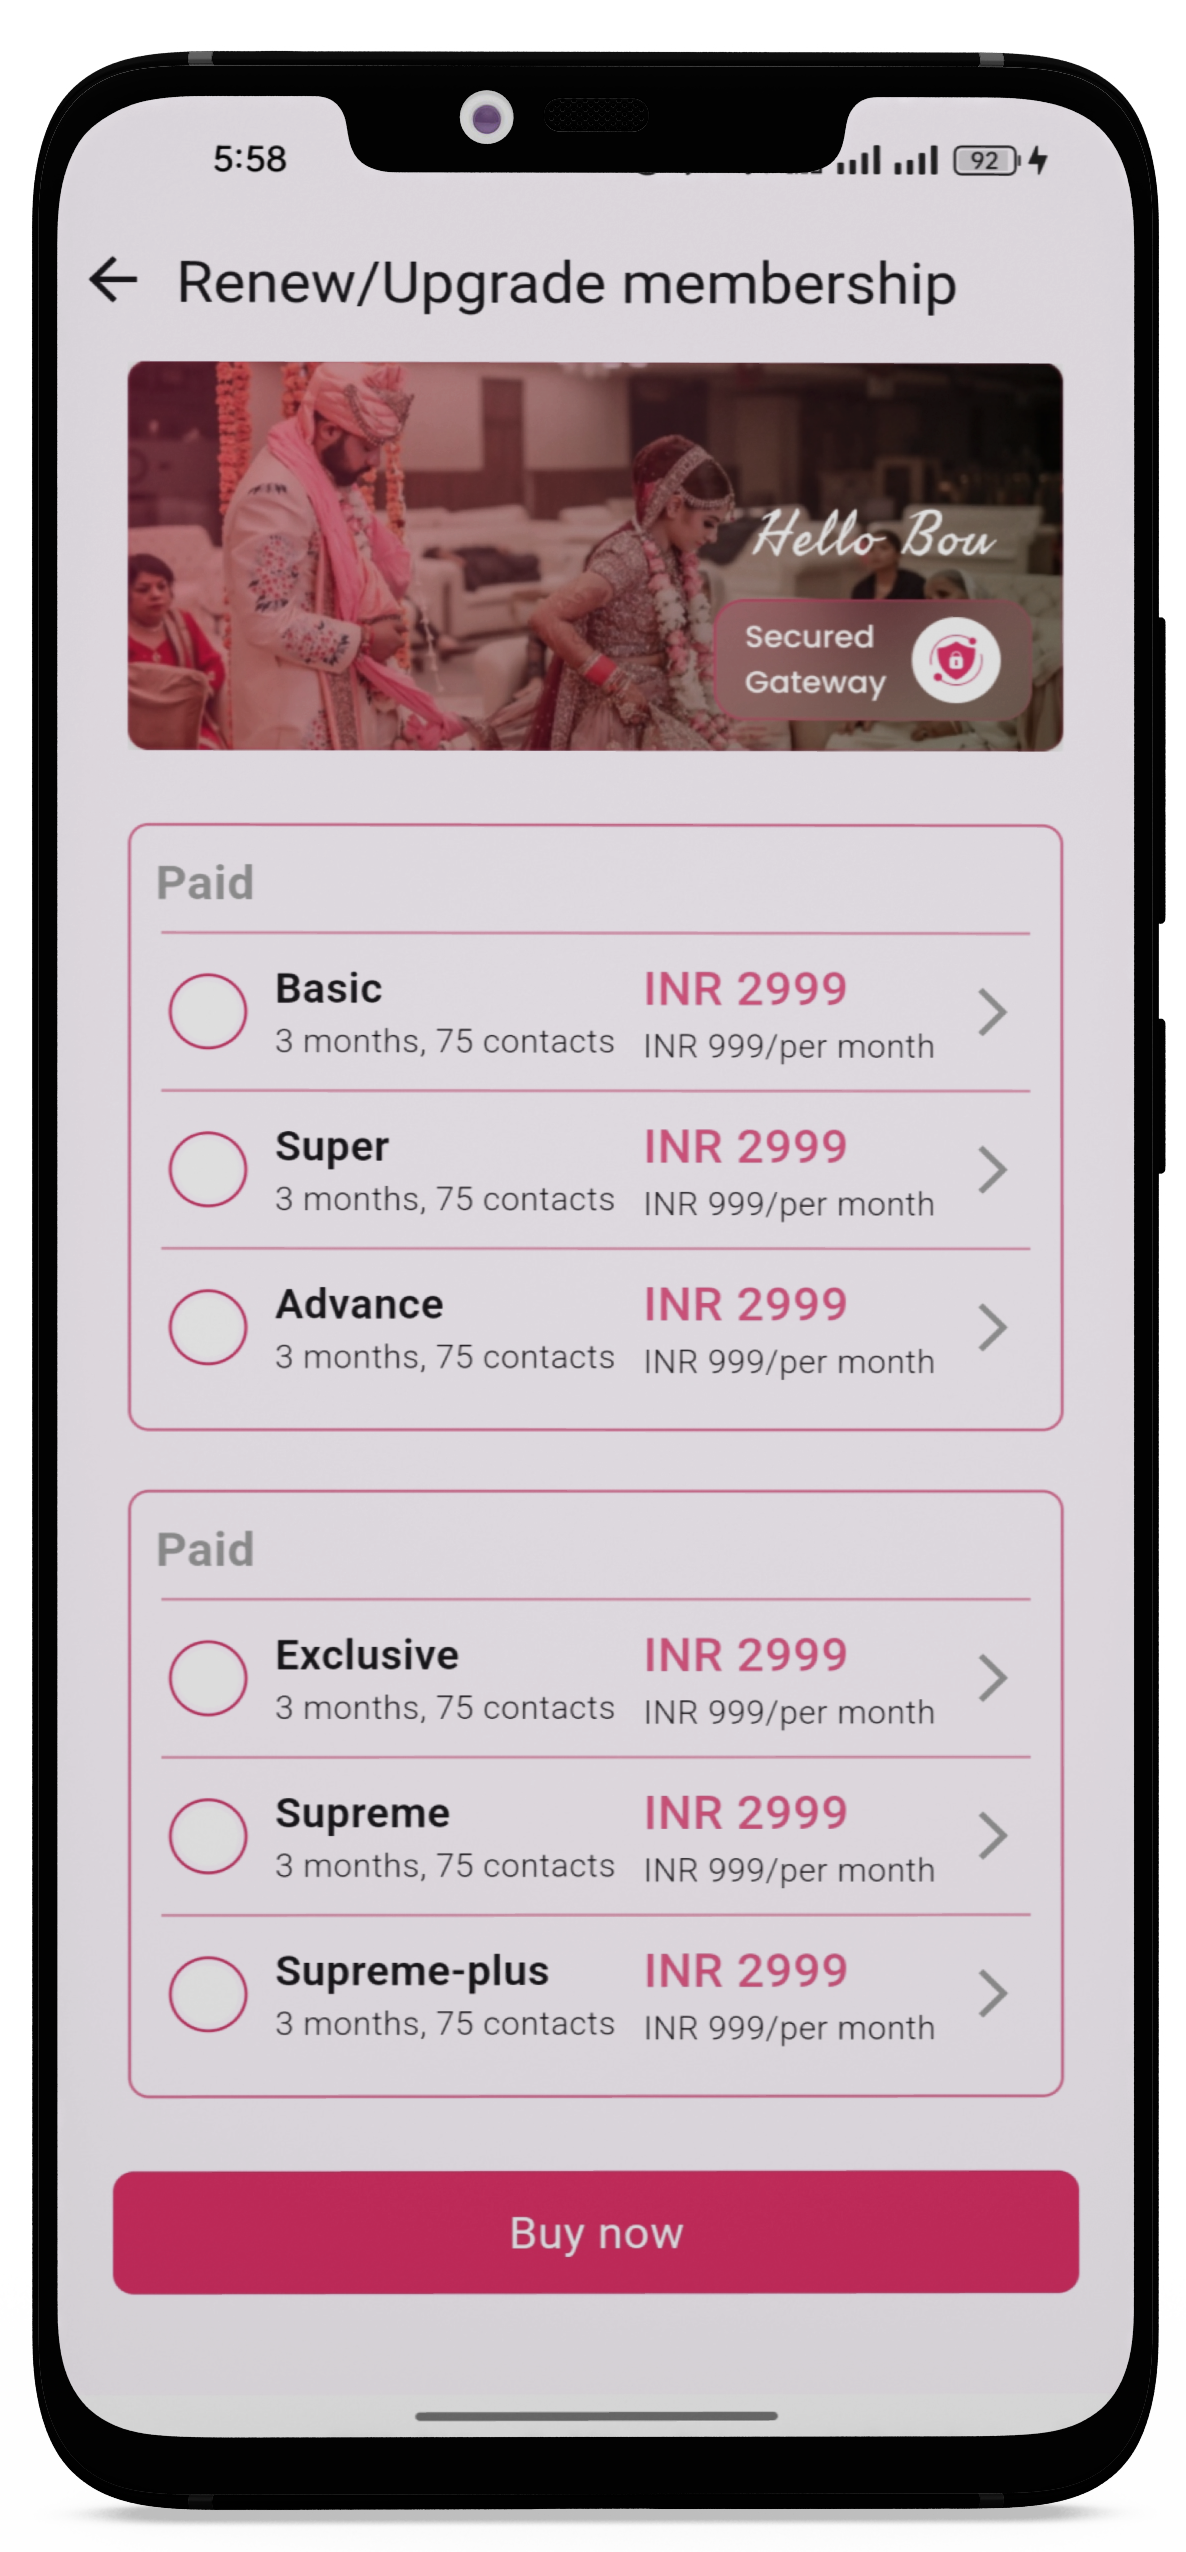 5:58
92
Renew/Upgrade membership
Hello Bou
Secured
Gateway
Paid
Basic INR 2999
3 months, 75 contacts INR 999/per month
Super INR 2999
3 months, 75 contacts INR 999/per month
Advance INR 2999
3 months, 75 contacts INR 999/per month
Paid
Exclusive INR 2999
3 months, 75 contacts INR 999/per month
Supreme INR 2999
3 months, 75 contacts INR 999/per month
Supreme-plus INR 2999
3 months, 75 contacts INR 999/per month
Buy now